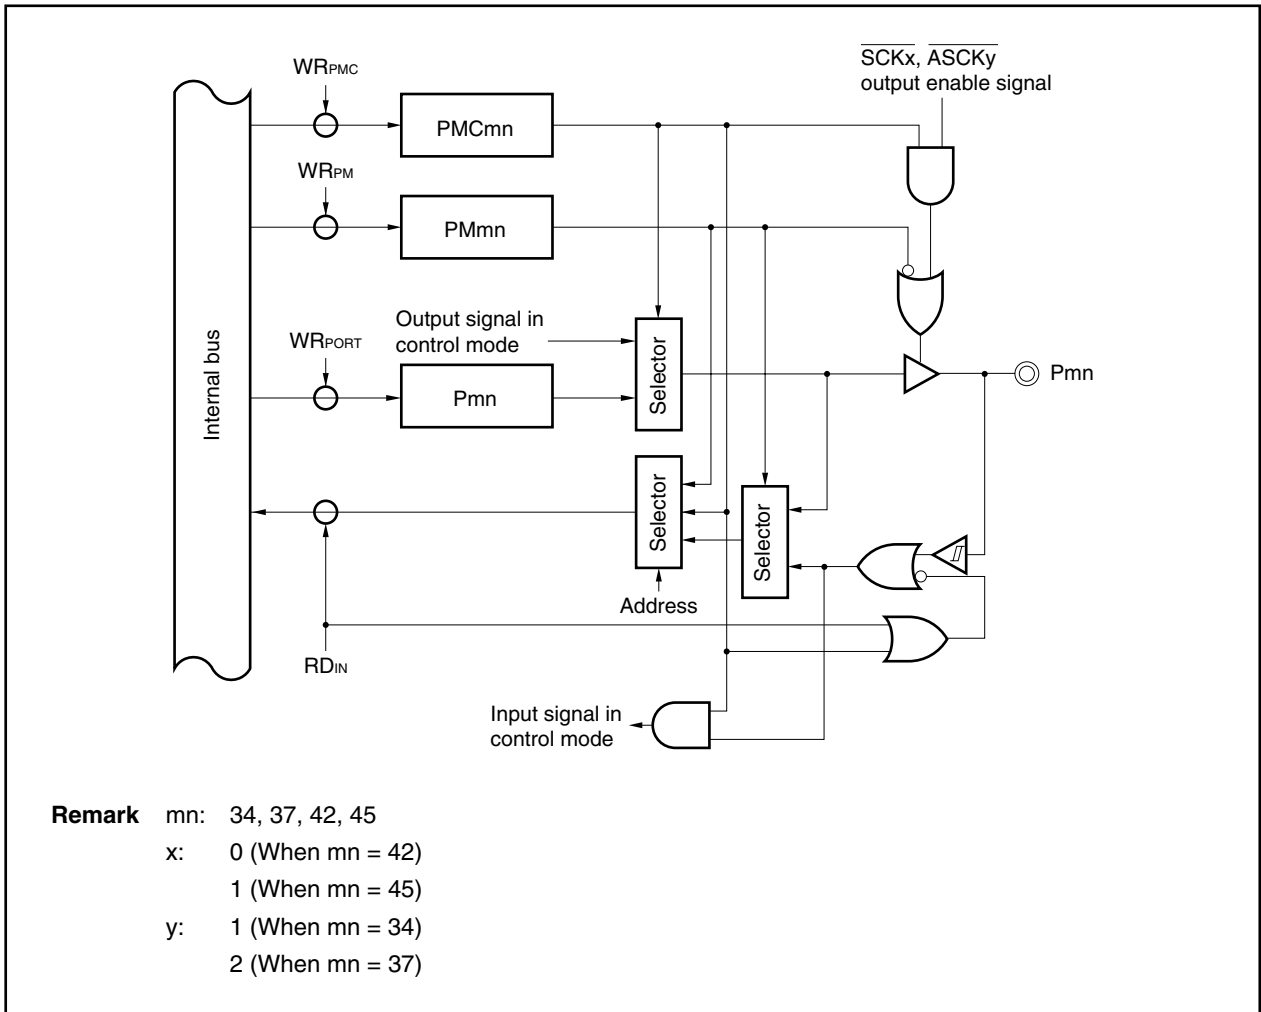 SCKx, ASCKy
output enable signal
WRPMC
PMCmn
WRPM
PMmn
Output signal in
control mode
WRPORT
Pmn
Selector
Pmn
Internal bus
Selector
Selector
Address
RDIN
Input signal in
control mode
Remark mn: 34, 37, 42, 45
x: 0 (When mn = 42)
1 (When mn = 45)
y: 1 (When mn = 34)
2 (When mn = 37)